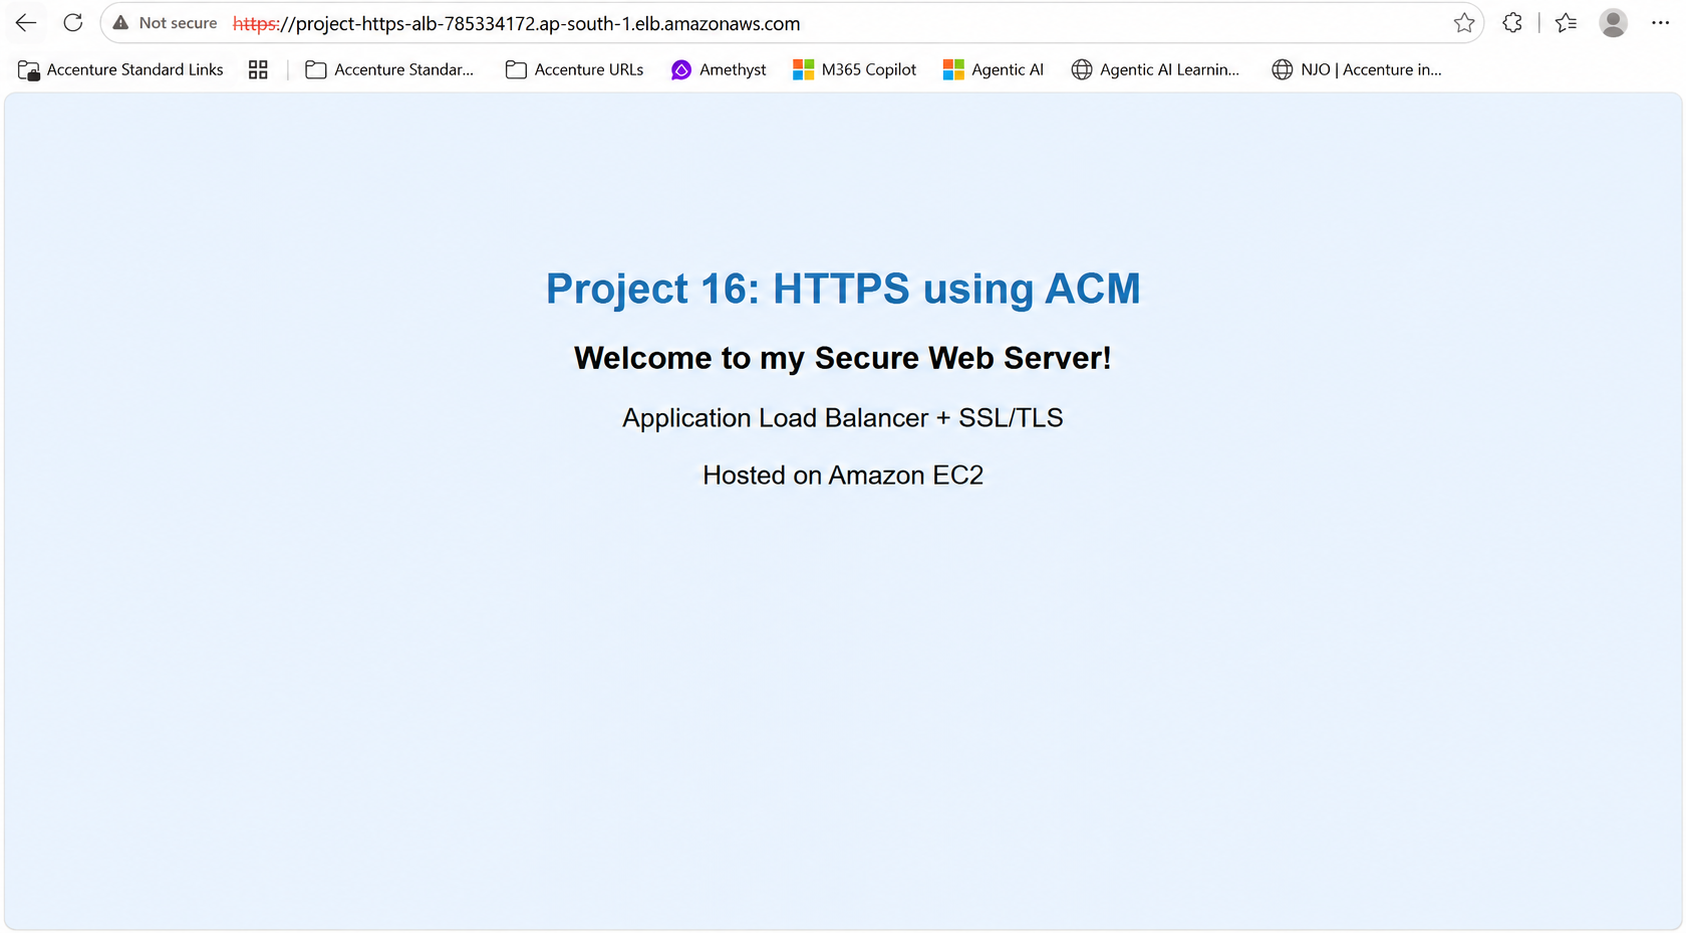 Not secure https://project-https-alb-785334172.ap-south-1.elb.amazonaws.com
Accenture Standard Links Accenture Standar... Accenture URLs Amethyst M365 Copilot Agentic AI Agentic AI Learnin... NJO | Accenture in...
Project 16: HTTPS using ACM
Welcome to my Secure Web Server!
Application Load Balancer + SSL/TLS
Hosted on Amazon EC2